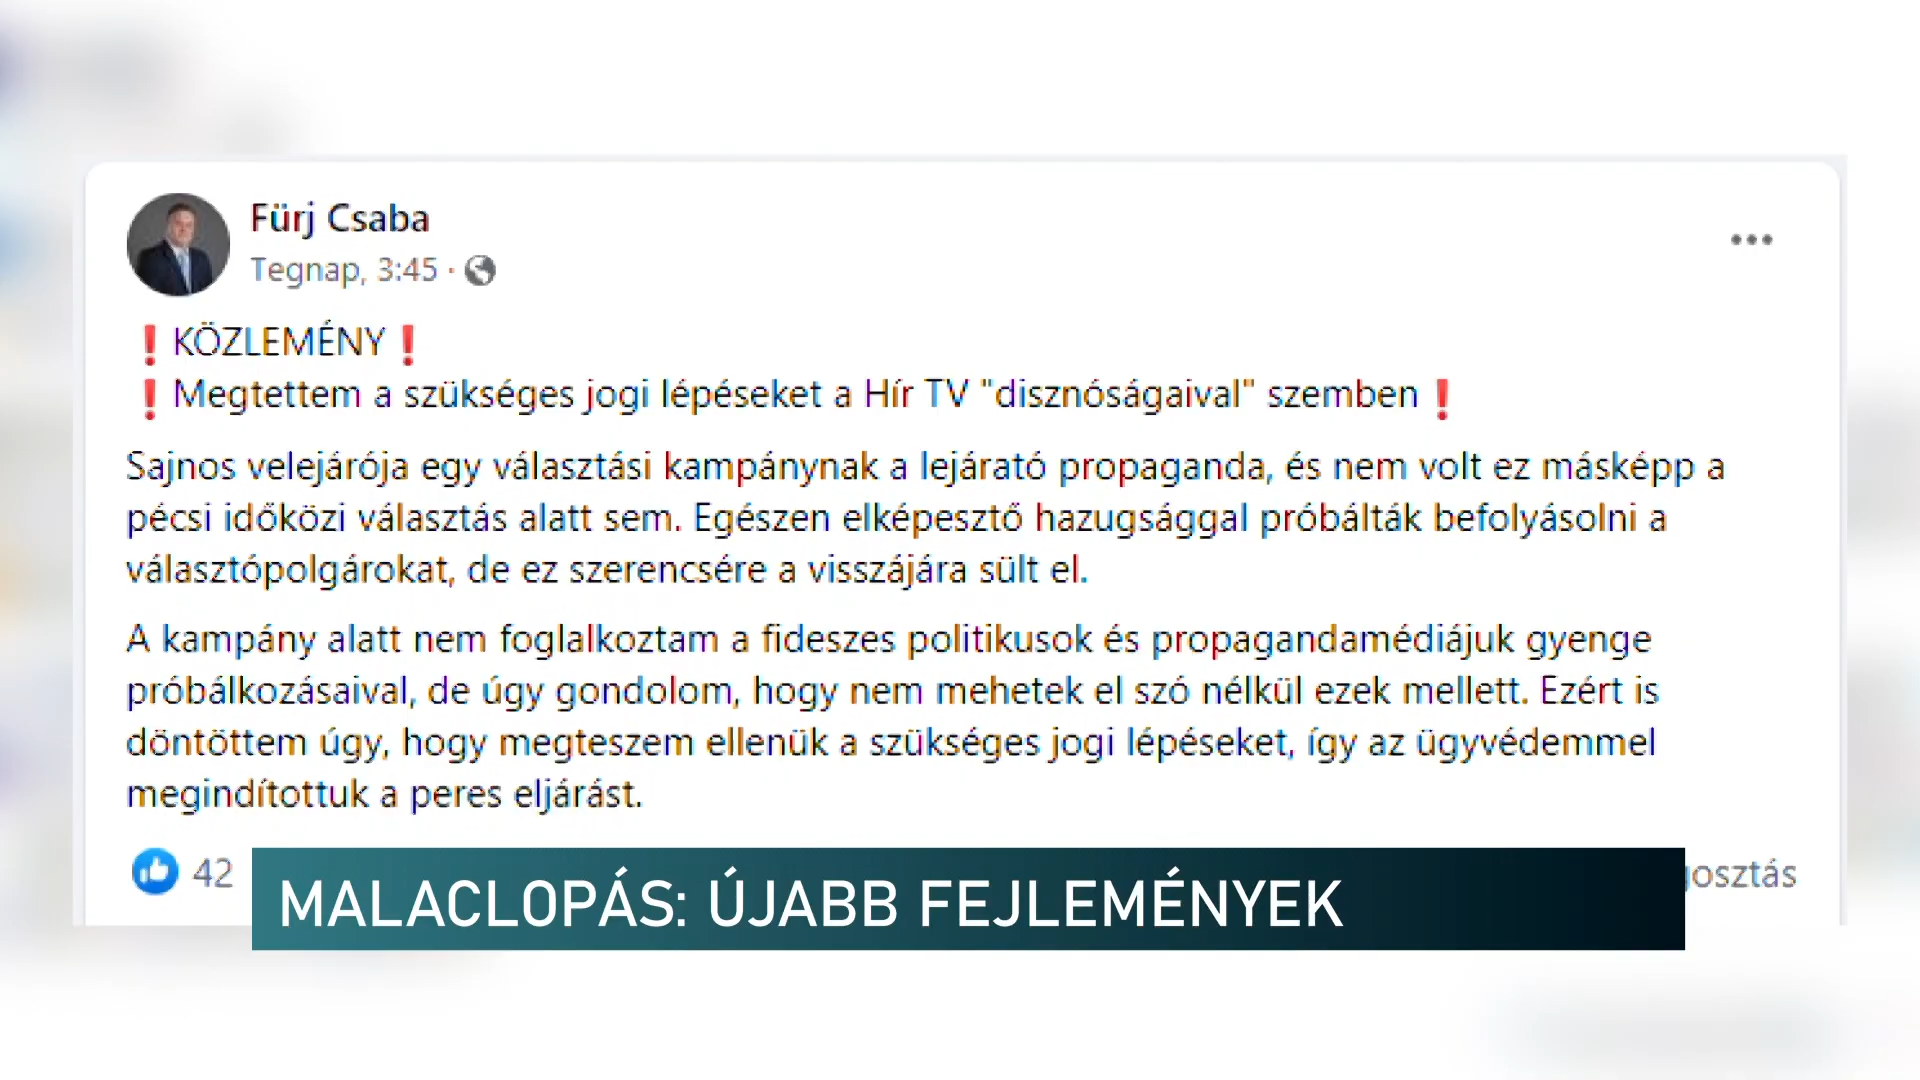 Fürj Csaba
Tegnap, 3:45 ·
❗KÖZLEMÉNY❗
❗Megtettem a szükséges jogi lépéseket a Hír TV "disznóságaival" szemben❗
Sajnos velejárója egy választási kampánynak a lejárató propaganda, és nem volt ez másképp a
pécsi időközi választás alatt sem. Egészen elképesztő hazugsággal próbálták befolyásolni a
választópolgárokat, de ez szerencsére a visszájára sült el.
A kampány alatt nem foglalkoztam a fideszes politikusok és propagandamédiájuk gyenge
próbálkozásaival, de úgy gondolom, hogy nem mehetek el szó nélkül ezek mellett. Ezért is
döntöttem úgy, hogy megteszem ellenük a szükséges jogi lépéseket, így az ügyvédemmel
megindítottuk a peres eljárást.
42
MALACLOPÁS: ÚJABB FEJLEMÉNYEK